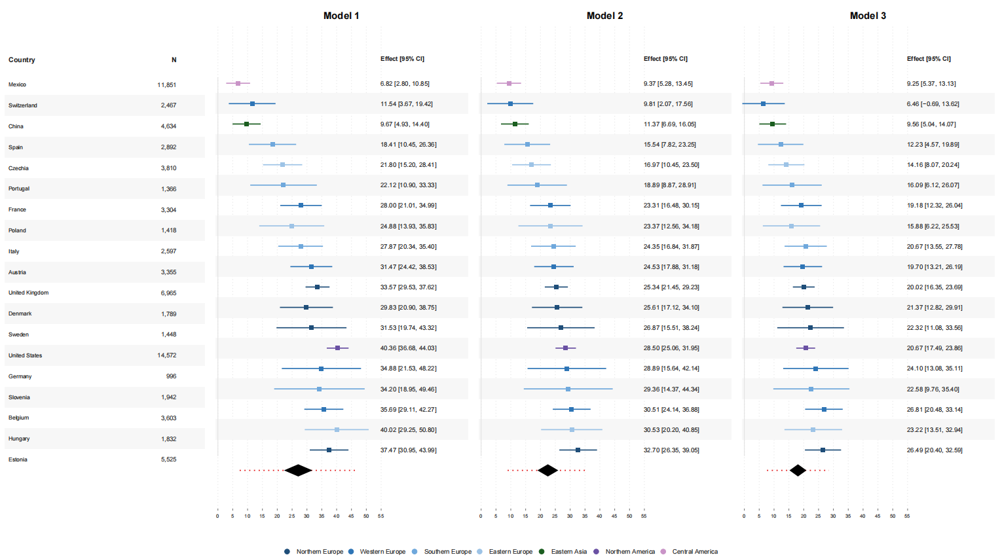 Model 1 Model 2 Model 3
Country N Effect [95% CI] Effect [95% CI] Effect [95% CI]
Mexico 11,851 6.82 [2.80, 10.85] 9.37 [5.28, 13.45] 9.25 [5.37, 13.13]
Switzerland 2,467 11.54 [3.67, 19.42] 9.81 [2.07, 17.56] 6.46 [−0.69, 13.62]
China 4,634 9.67 [4.93, 14.40] 11.37 [6.69, 16.05] 9.56 [5.04, 14.07]
Spain 2,892 18.41 [10.45, 26.36] 15.54 [7.82, 23.25] 12.23 [4.57, 19.89]
Czechia 3,810 21.80 [15.20, 28.41] 16.97 [10.45, 23.50] 14.16 [8.07, 20.24]
Portugal 1,366 22.12 [10.90, 33.33] 18.89 [8.87, 28.91] 16.09 [6.12, 26.07]
France 3,304 28.00 [21.01, 34.99] 23.31 [16.48, 30.15] 19.18 [12.32, 26.04]
Poland 1,418 24.88 [13.93, 35.83] 23.37 [12.56, 34.18] 15.88 [6.22, 25.53]
Italy 2,597 27.87 [20.34, 35.40] 24.35 [16.84, 31.87] 20.67 [13.55, 27.78]
Austria 3,355 31.47 [24.42, 38.53] 24.53 [17.88, 31.18] 19.70 [13.21, 26.19]
United Kingdom 6,965 33.57 [29.53, 37.62] 25.34 [21.45, 29.23] 20.02 [16.35, 23.69]
Denmark 1,789 29.83 [20.90, 38.75] 25.61 [17.12, 34.10] 21.37 [12.82, 29.91]
Sweden 1,448 31.53 [19.74, 43.32] 26.87 [15.51, 38.24] 22.32 [11.08, 33.56]
United States 14,572 40.36 [36.68, 44.03] 28.50 [25.06, 31.95] 20.67 [17.49, 23.86]
Germany 996 34.88 [21.53, 48.22] 28.89 [15.64, 42.14] 24.10 [13.08, 35.11]
Slovenia 1,942 34.20 [18.95, 49.46] 29.36 [14.37, 44.34] 22.58 [9.76, 35.40]
Belgium 3,603 35.69 [29.11, 42.27] 30.51 [24.14, 36.88] 26.81 [20.48, 33.14]
Hungary 1,832 40.02 [29.25, 50.80] 30.53 [20.20, 40.85] 23.22 [13.51, 32.94]
Estonia 5,525 37.47 [30.95, 43.99] 32.70 [26.35, 39.05] 26.49 [20.40, 32.59]
0 5 10 15 20 25 30 35 40 45 50 55 0 5 10 15 20 25 30 35 40 45 50 55 0 5 10 15 20 25 30 35 40 45 50 55
Northern Europe Western Europe Southern Europe Eastern Europe Eastern Asia Northern America Central America